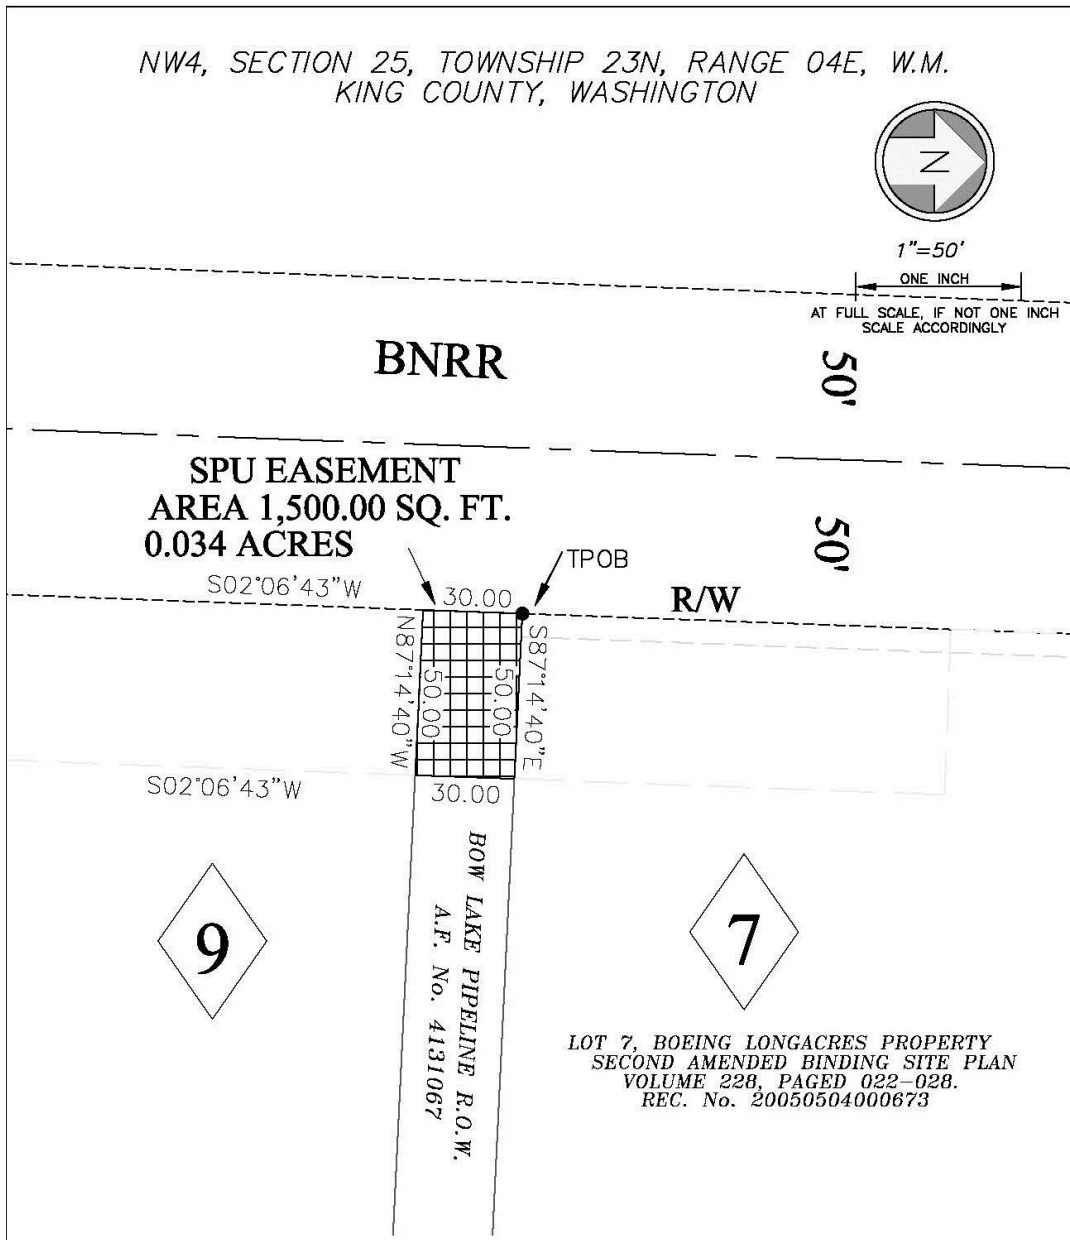 NW4, SECTION 25, TOWNSHIP 23N, RANGE 04E, W.M.
KING COUNTY, WASHINGTON
N
1"=50'
ONE INCH
AT FULL SCALE, IF NOT ONE INCH
SCALE ACCORDINGLY
BNRR
50'
SPU EASEMENT
AREA 1,500.00 SQ. FT.
0.034 ACRES
50'
TPOB
S02°06'43"W
30.00
R/W
N87°14'40"W
50.00
50.00
S87°14'40"E
S02°06'43"W
30.00
BOW LAKE PIPELINE R.O.W.
A.F. No. 4131067
9
7
LOT 7, BOEING LONGACRES PROPERTY
SECOND AMENDED BINDING SITE PLAN
VOLUME 228, PAGED 022-028.
REC. No. 20050504000673